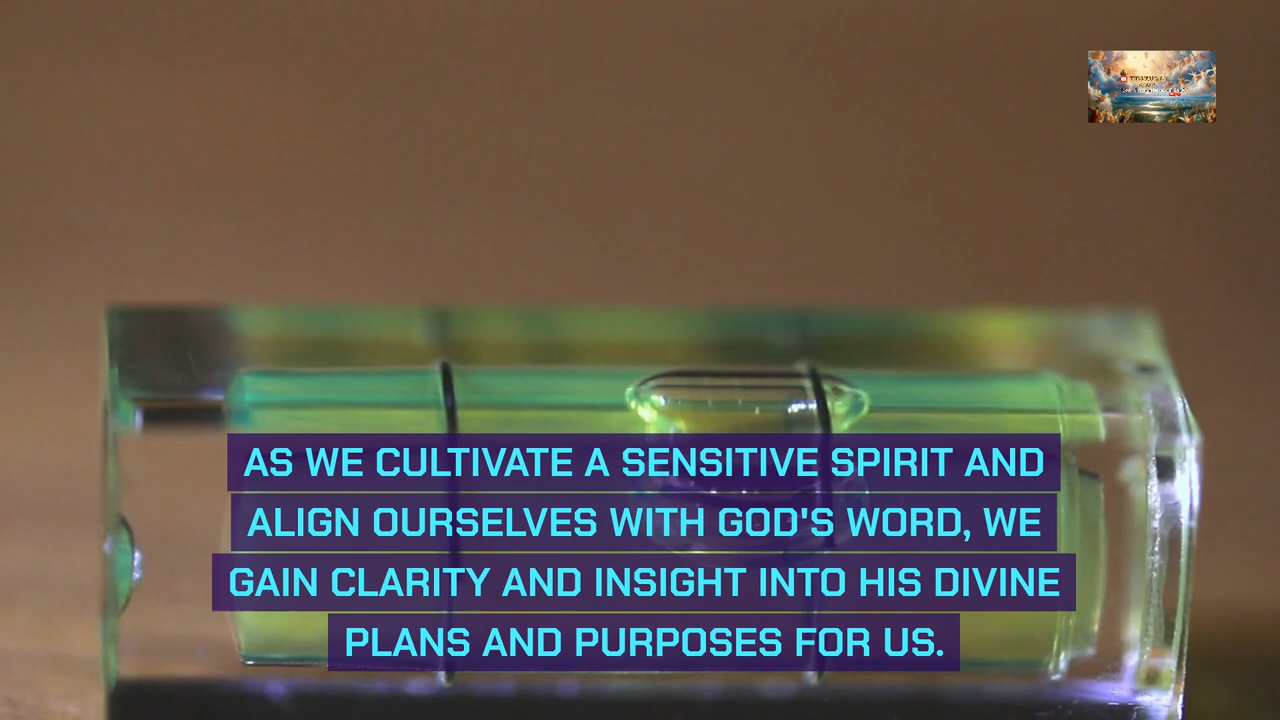 AS WE CULTIVATE A SENSITIVE SPIRIT AND
ALIGN OURSELVES WITH GOD'S WORD, WE
GAIN CLARITY AND INSIGHT INTO HIS DIVINE
PLANS AND PURPOSES FOR US.